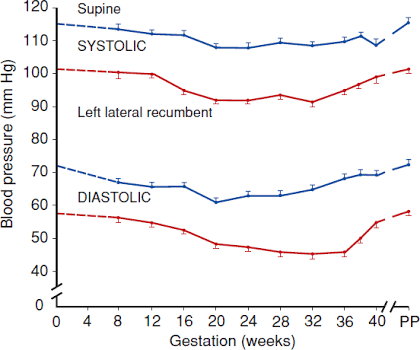 Blood pressure (mm Hg)
120
110
100
90
80
70
60
50
40
0
Supine
SYSTOLIC
Left lateral recumbent
DIASTOLIC
0 4 8 12 16 20 24 28 32 36 40 PP
Gestation (weeks)